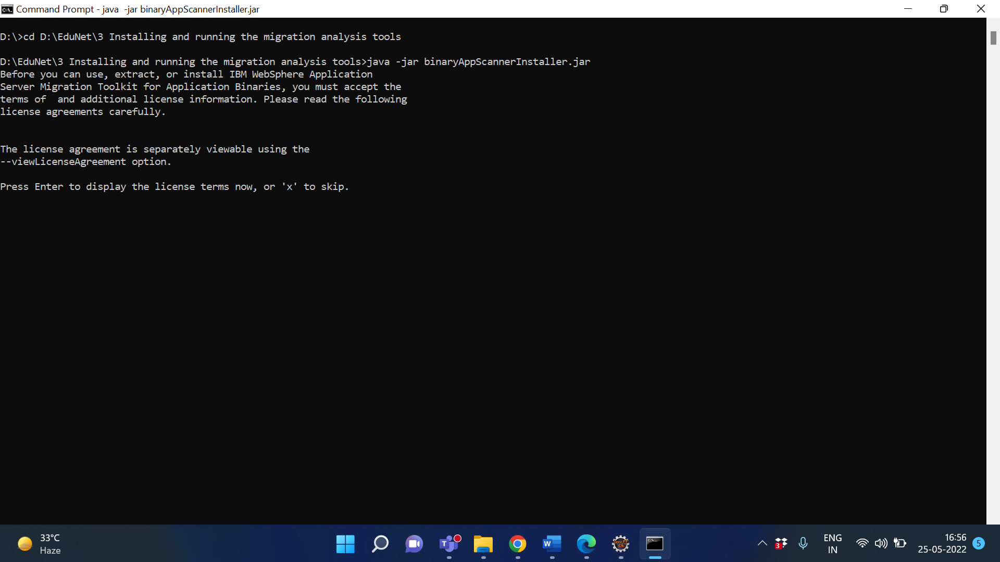 Command Prompt - java  -jar binaryAppScannerInstaller.jar
D:\>cd D:\EduNet\3 Installing and running the migration analysis tools
D:\EduNet\3 Installing and running the migration analysis tools>java -jar binaryAppScannerInstaller.jar
Before you can use, extract, or install IBM WebSphere Application
Server Migration Toolkit for Application Binaries, you must accept the
terms of  and additional license information. Please read the following
license agreements carefully.
The license agreement is separately viewable using the
--viewLicenseAgreement option.
Press Enter to display the license terms now, or 'x' to skip.
33°C
Haze
T
W
Java EE
IDE
3
ENG
IN
16:56
25-05-2022
5